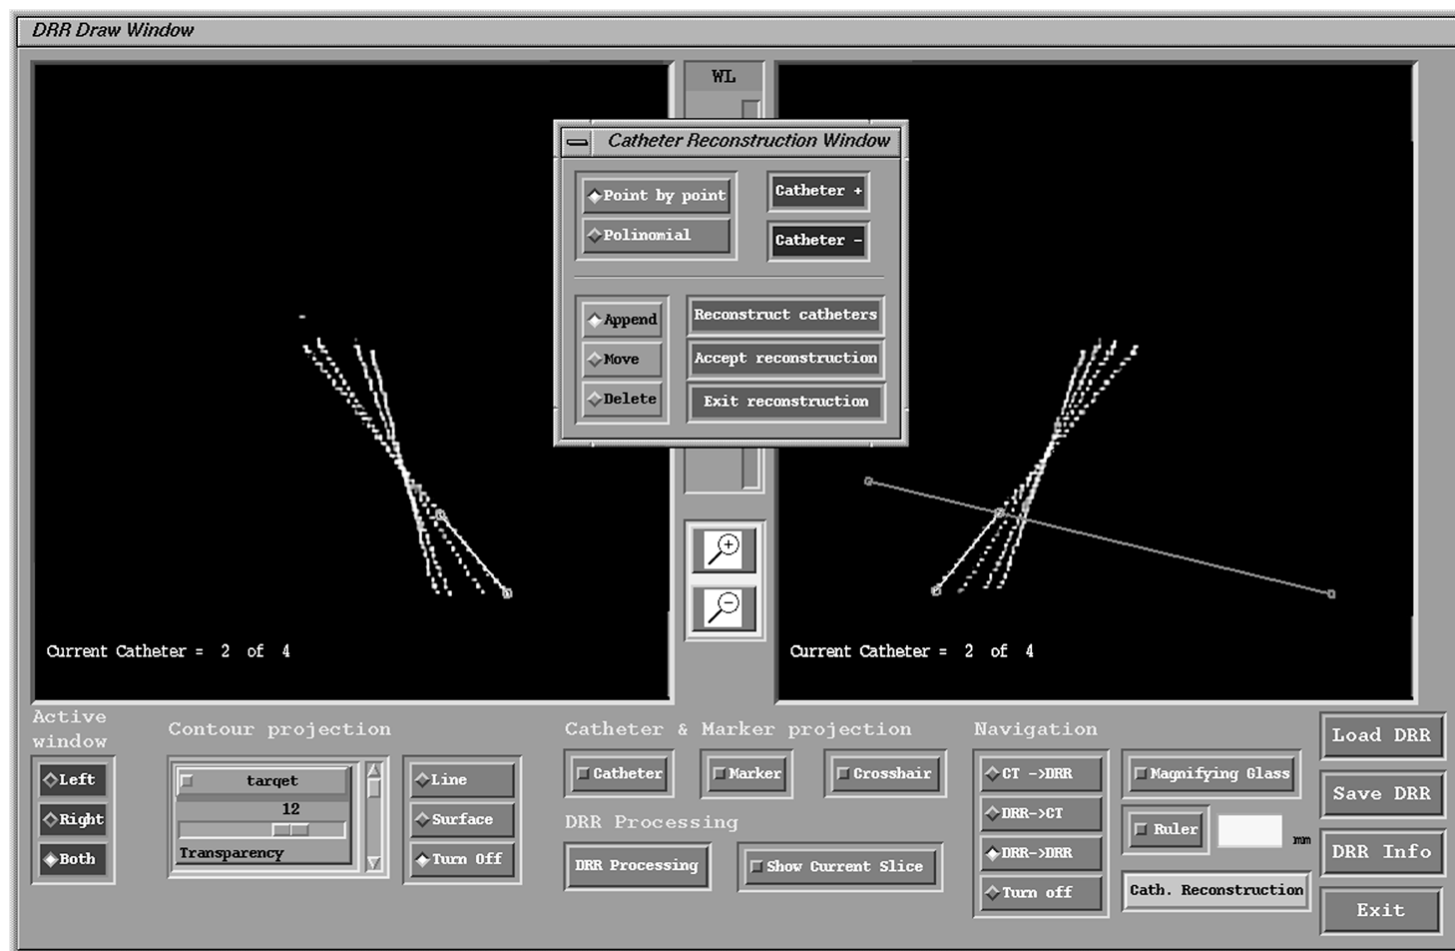 DRR Draw Window
WL
Catheter Reconstruction Window
Point by point
Catheter +
Polinomial
Catheter -
Append
Reconstruct catheters
Move
Accept reconstruction
Delete
Exit reconstruction
Current Catheter = 2 of 4
Current Catheter = 2 of 4
Active
window
Left
Right
Both
Contour projection
target
12
Transparency
Line
Surface
Turn Off
Catheter & Marker projection
Catheter
Marker
Crosshair
DRR Processing
DRR Processing
Show Current Slice
Navigation
CT ->DRR
DRR->CT
DRR->DRR
Turn off
Magnifying Glass
Ruler
mm
Cath. Reconstruction
Load DRR
Save DRR
DRR Info
Exit